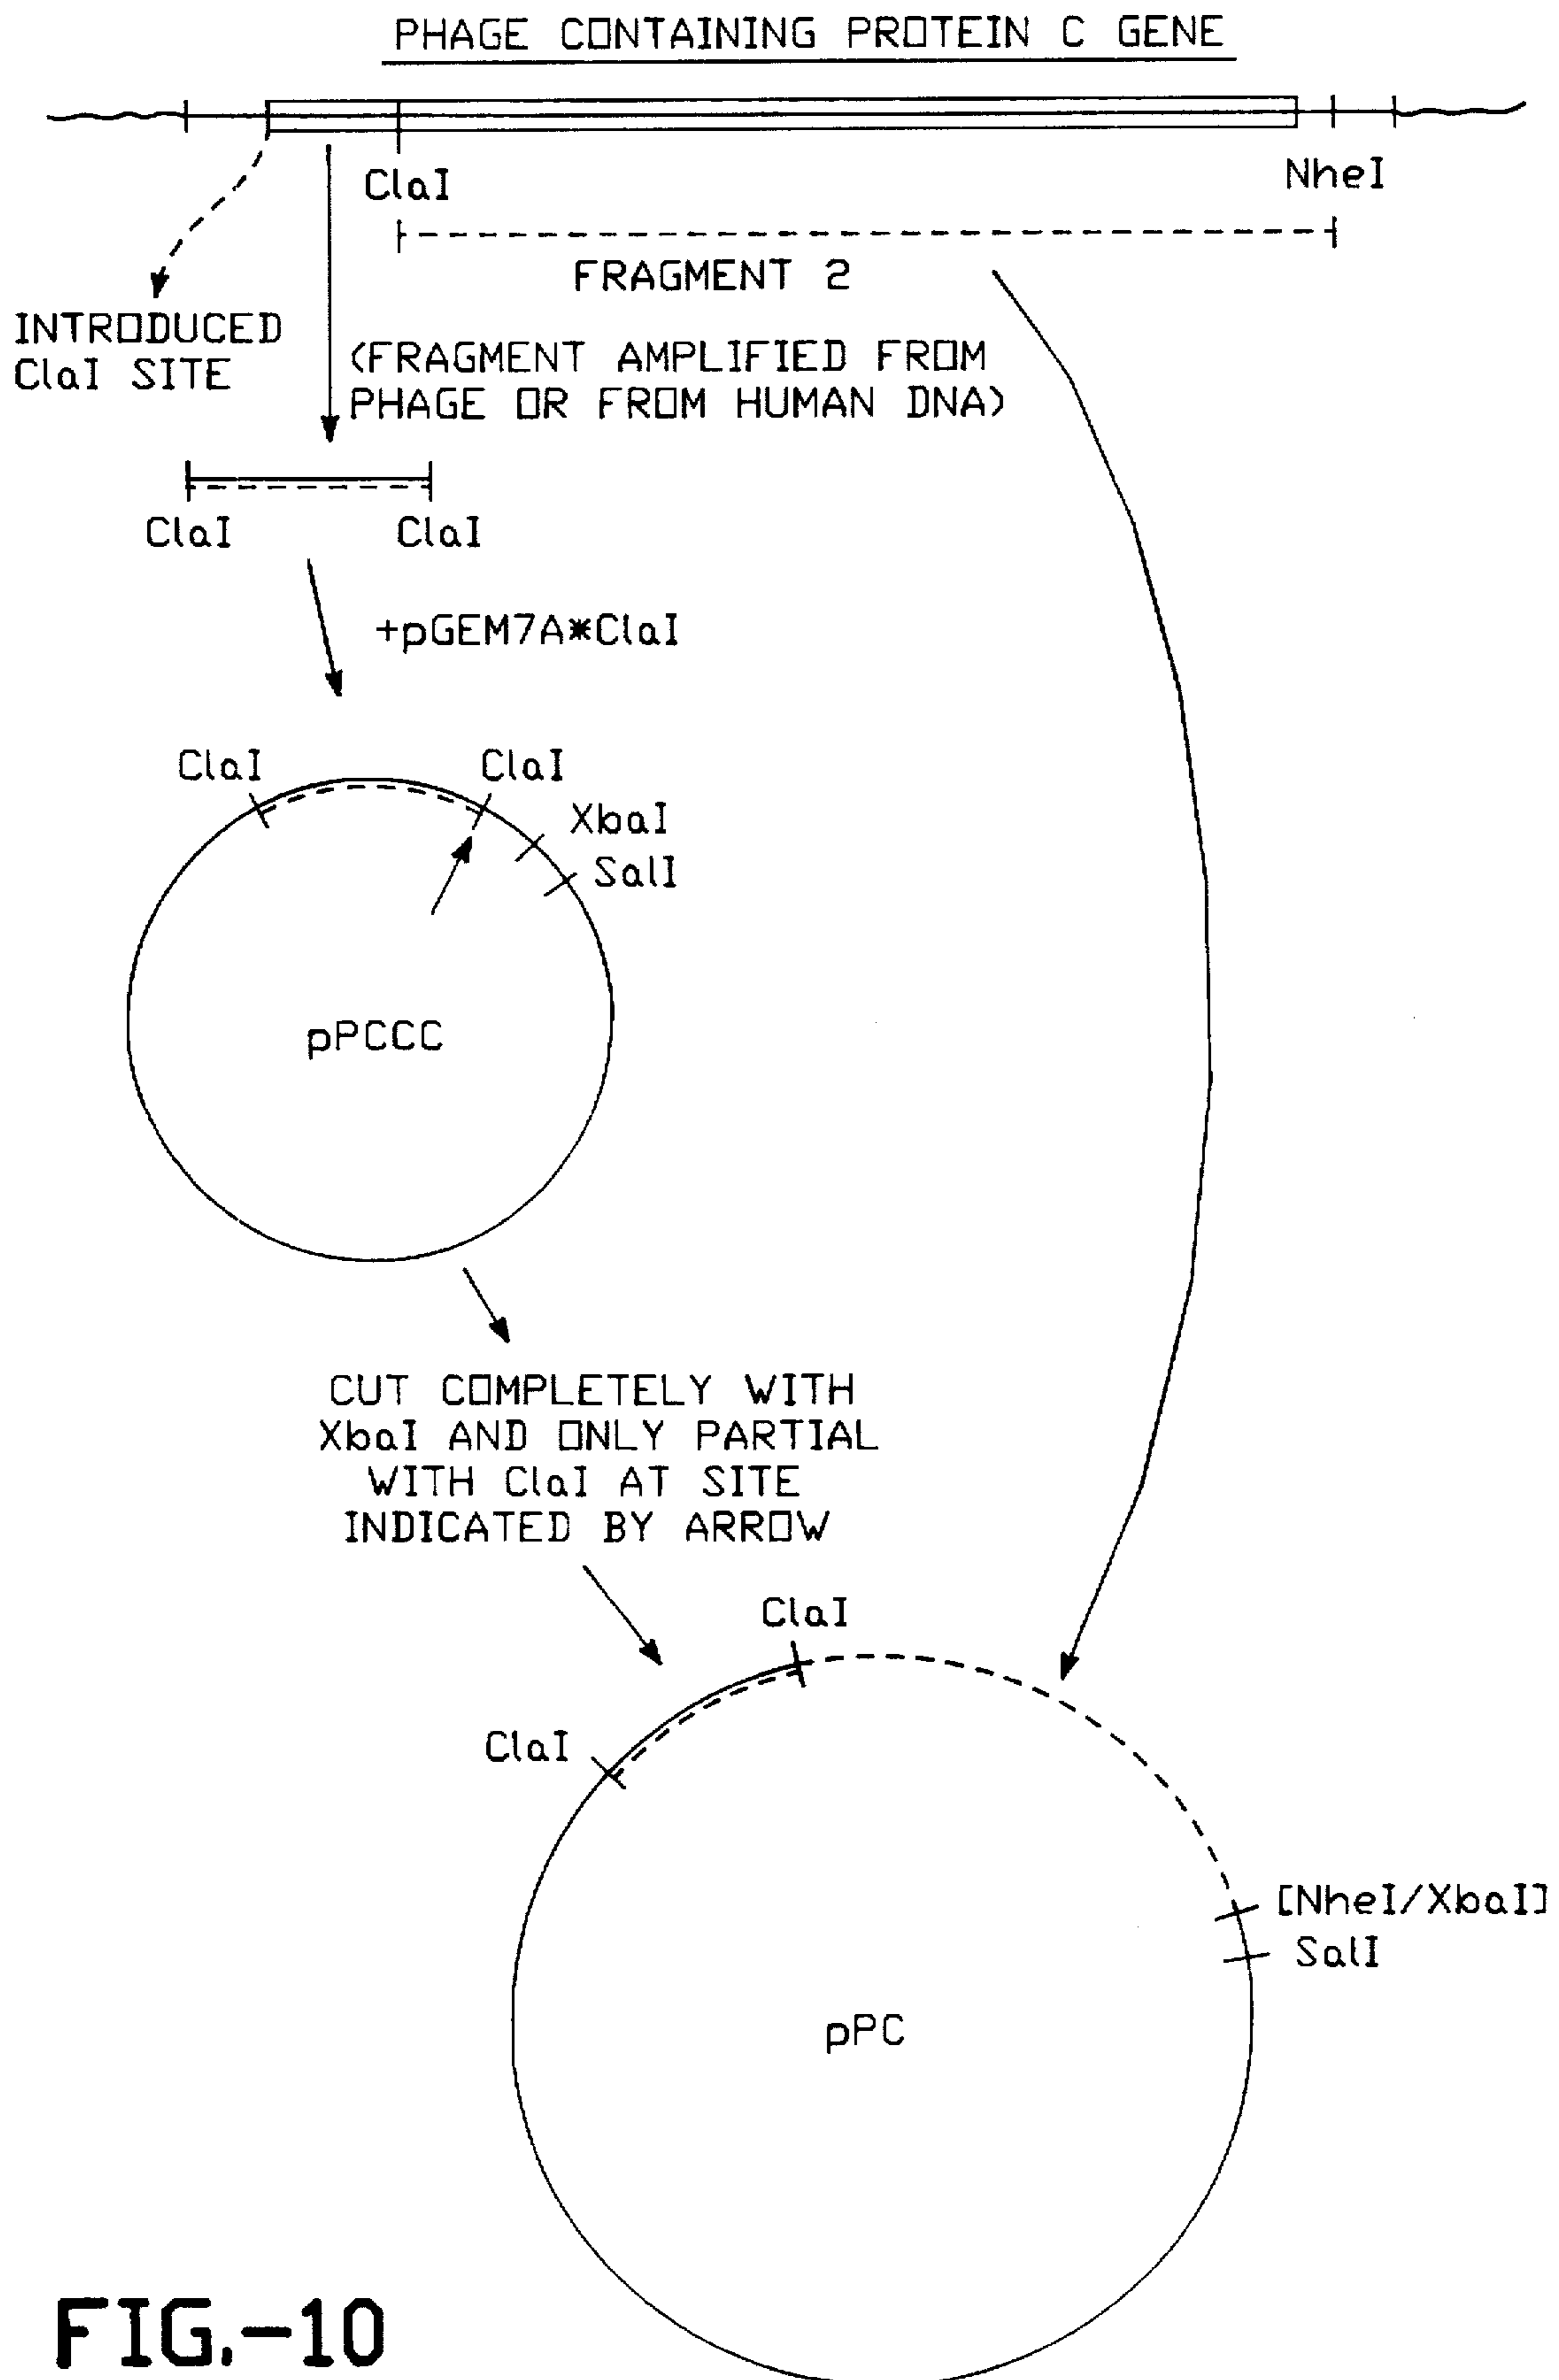 PHAGE CONTAINING PROTEIN C GENE
ClaI
NheI
FRAGMENT 2
INTRODUCED
ClaI SITE
(FRAGMENT AMPLIFIED FROM
PHAGE OR FROM HUMAN DNA)
ClaI ClaI
+pGEM7A*ClaI
ClaI ClaI
XbaI
SalI
pPCCC
CUT COMPLETELY WITH
XbaI AND ONLY PARTIAL
WITH ClaI AT SITE
INDICATED BY ARROW
ClaI
ClaI
[NheI/XbaI]
SalI
pPC
FIG.-10